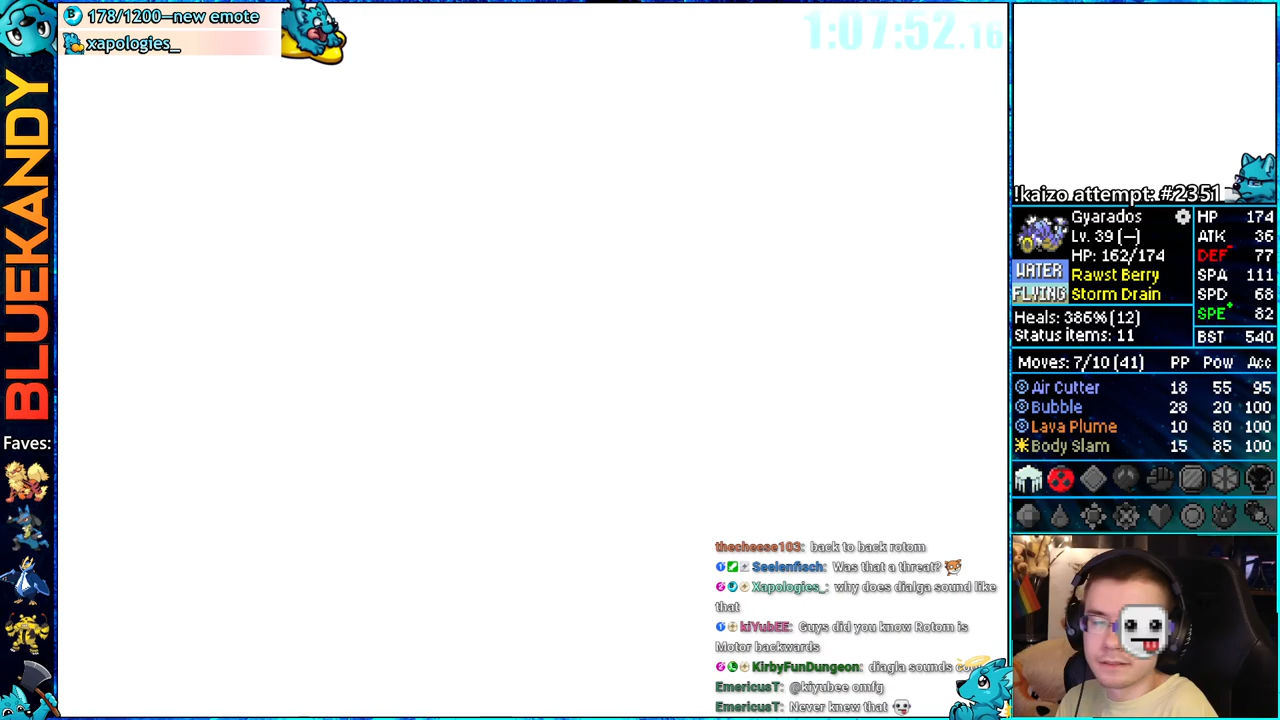 178/1200–new emote
xapologies_
1:07:52.16
BLUEKANDY
Faves:
!kaizo attempt: #2351
Gyarados
Lv. 39 (—)
HP: 162/174
WATER
FLYING
Rawst Berry
Storm Drain
Heals: 386% (12)
Status items: 11
HP 174
ATK 36
DEF 77
SPA 111
SPD 68
SPE 82
BST 540
Moves: 7/10 (41) PP Pow Acc
Air Cutter 18 55 95
Bubble 28 20 100
Lava Plume 10 80 100
Body Slam 15 85 100
thecheese103: back to back rotom
Seelenfisch: Was that a threat?
Xapologies_: why does dialga sound like
that
kiYubEE: Guys did you know Rotom is
Motor backwards
KirbyFunDungeon: diagla sounds
EmericusT: @kiyubee omfg
EmericusT: Never knew that